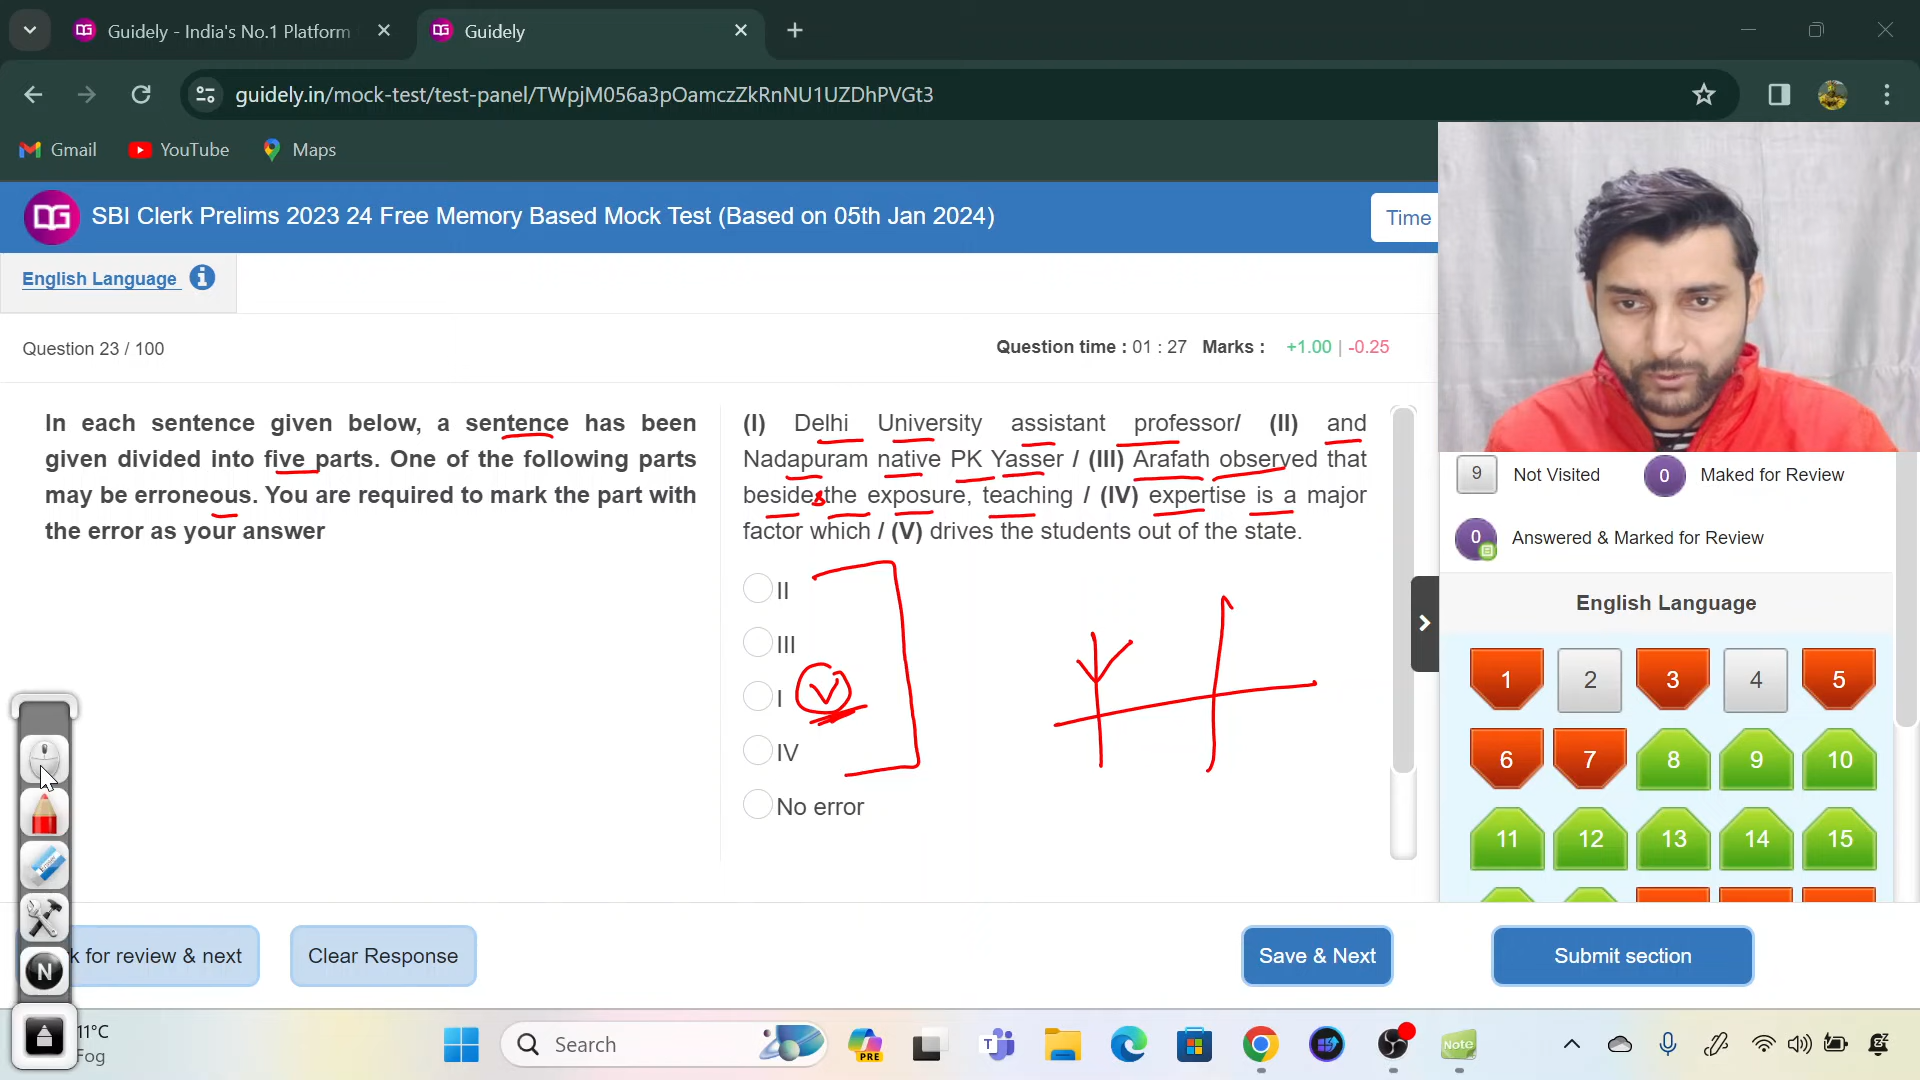 Guidely - India's No.1 Platform
Guidely
guidely.in/mock-test/test-panel/TWpjM056a3pOamczZkRnNU1UZDhPVGt3
Gmail YouTube Maps
DG SBI Clerk Prelims 2023 24 Free Memory Based Mock Test (Based on 05th Jan 2024)
Time
English Language i
Question 23 / 100
Question time : 01 : 27 Marks : +1.00 | -0.25
In each sentence given below, a sentence has been
given divided into five parts. One of the following parts
may be erroneous. You are required to mark the part with
the error as your answer
(I) Delhi University assistant professor/ (II) and
Nadapuram native PK Yasser / (III) Arafath observed that
besides the exposure, teaching / (IV) expertise is a major
factor which / (V) drives the students out of the state.
II
III
I V
IV
No error
9 Not Visited 0 Maked for Review
0 Answered & Marked for Review
English Language
1 2 3 4 5
6 7 8 9 10
11 12 13 14 15
k for review & next
Clear Response
Save & Next
Submit section
N
11°C
Fog
Search
PRE
T
Note